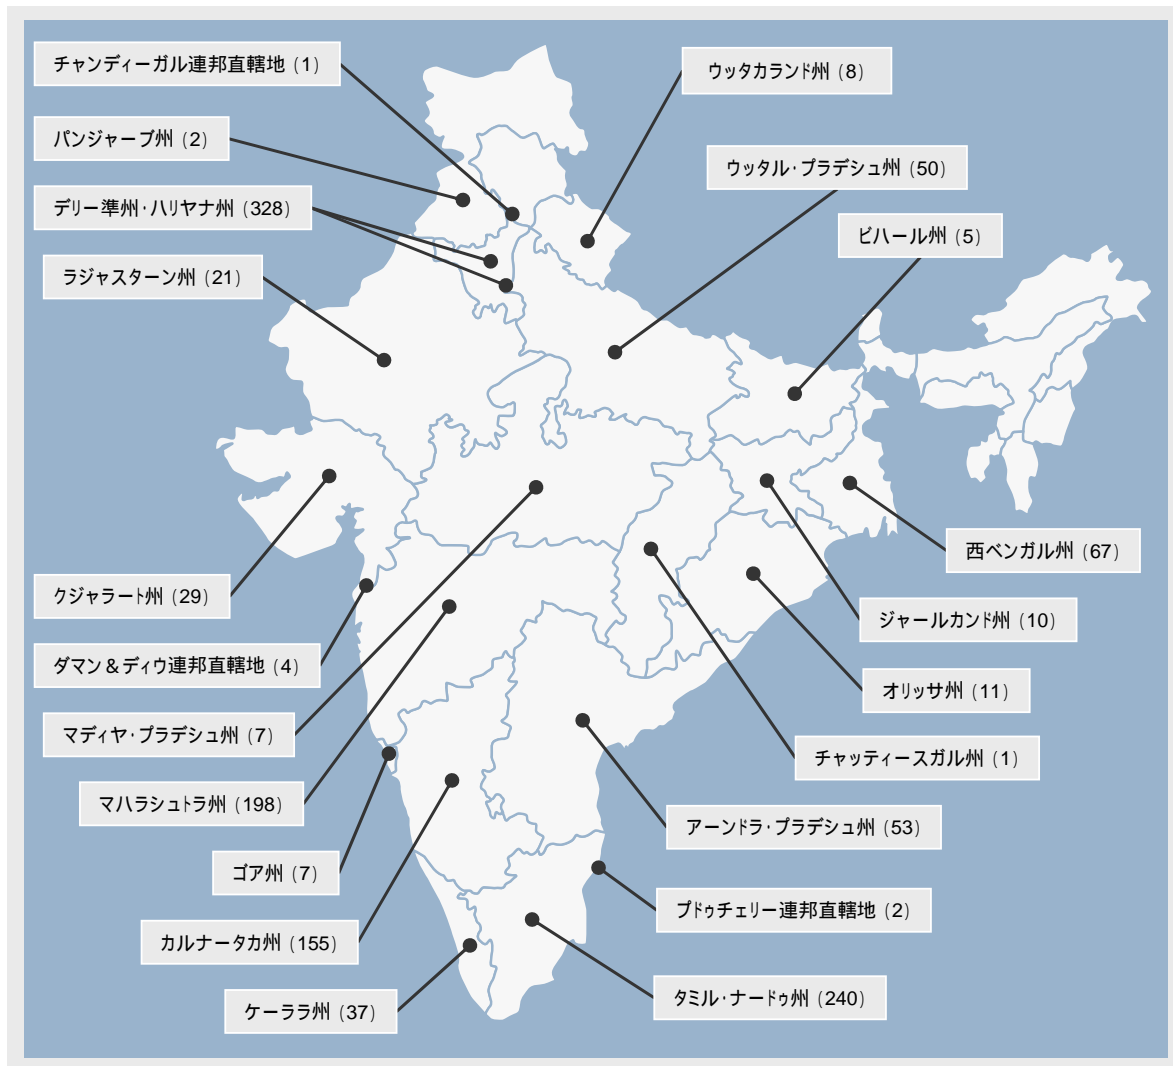 チャンディーガル連邦直轄地 (1)
パンジャーブ州 (2)
デリー準州・ハリヤナ州 (328)
ラジャスターン州 (21)
クジャラート州 (29)
ダマン＆ディウ連邦直轄地 (4)
マディヤ・プラデシュ州 (7)
マハラシュトラ州 (198)
ゴア州 (7)
カルナータカ州 (155)
ケーララ州 (37)
ウッタカランド州 (8)
ウッタル・プラデシュ州 (50)
ビハール州 (5)
西ベンガル州 (67)
ジャールカンド州 (10)
オリッサ州 (11)
チャッティースガル州 (1)
アーンドラ・プラデシュ州 (53)
プドゥチェリー連邦直轄地 (2)
タミル・ナードゥ州 (240)